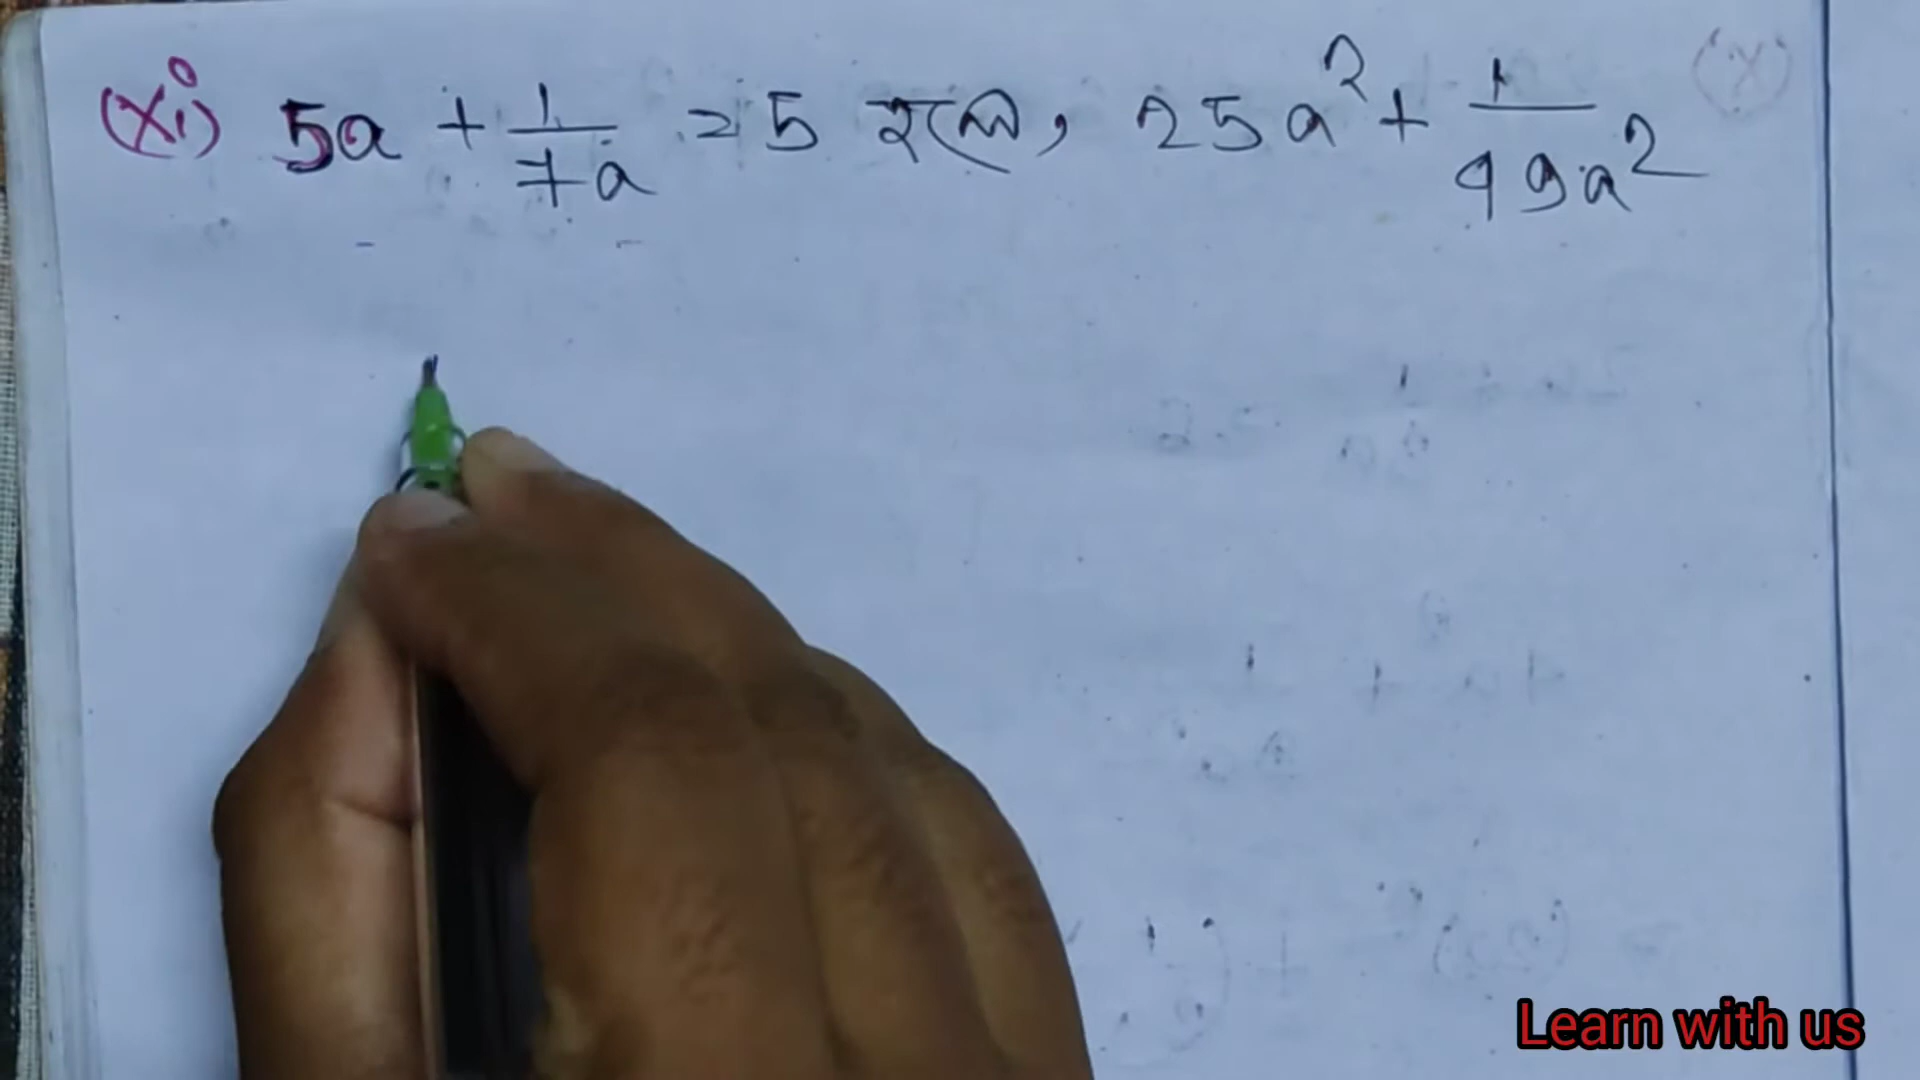 (xi) 5a + 1/7a = 5 হলে, 25a² + 1/49a²
(x)
Learn with us